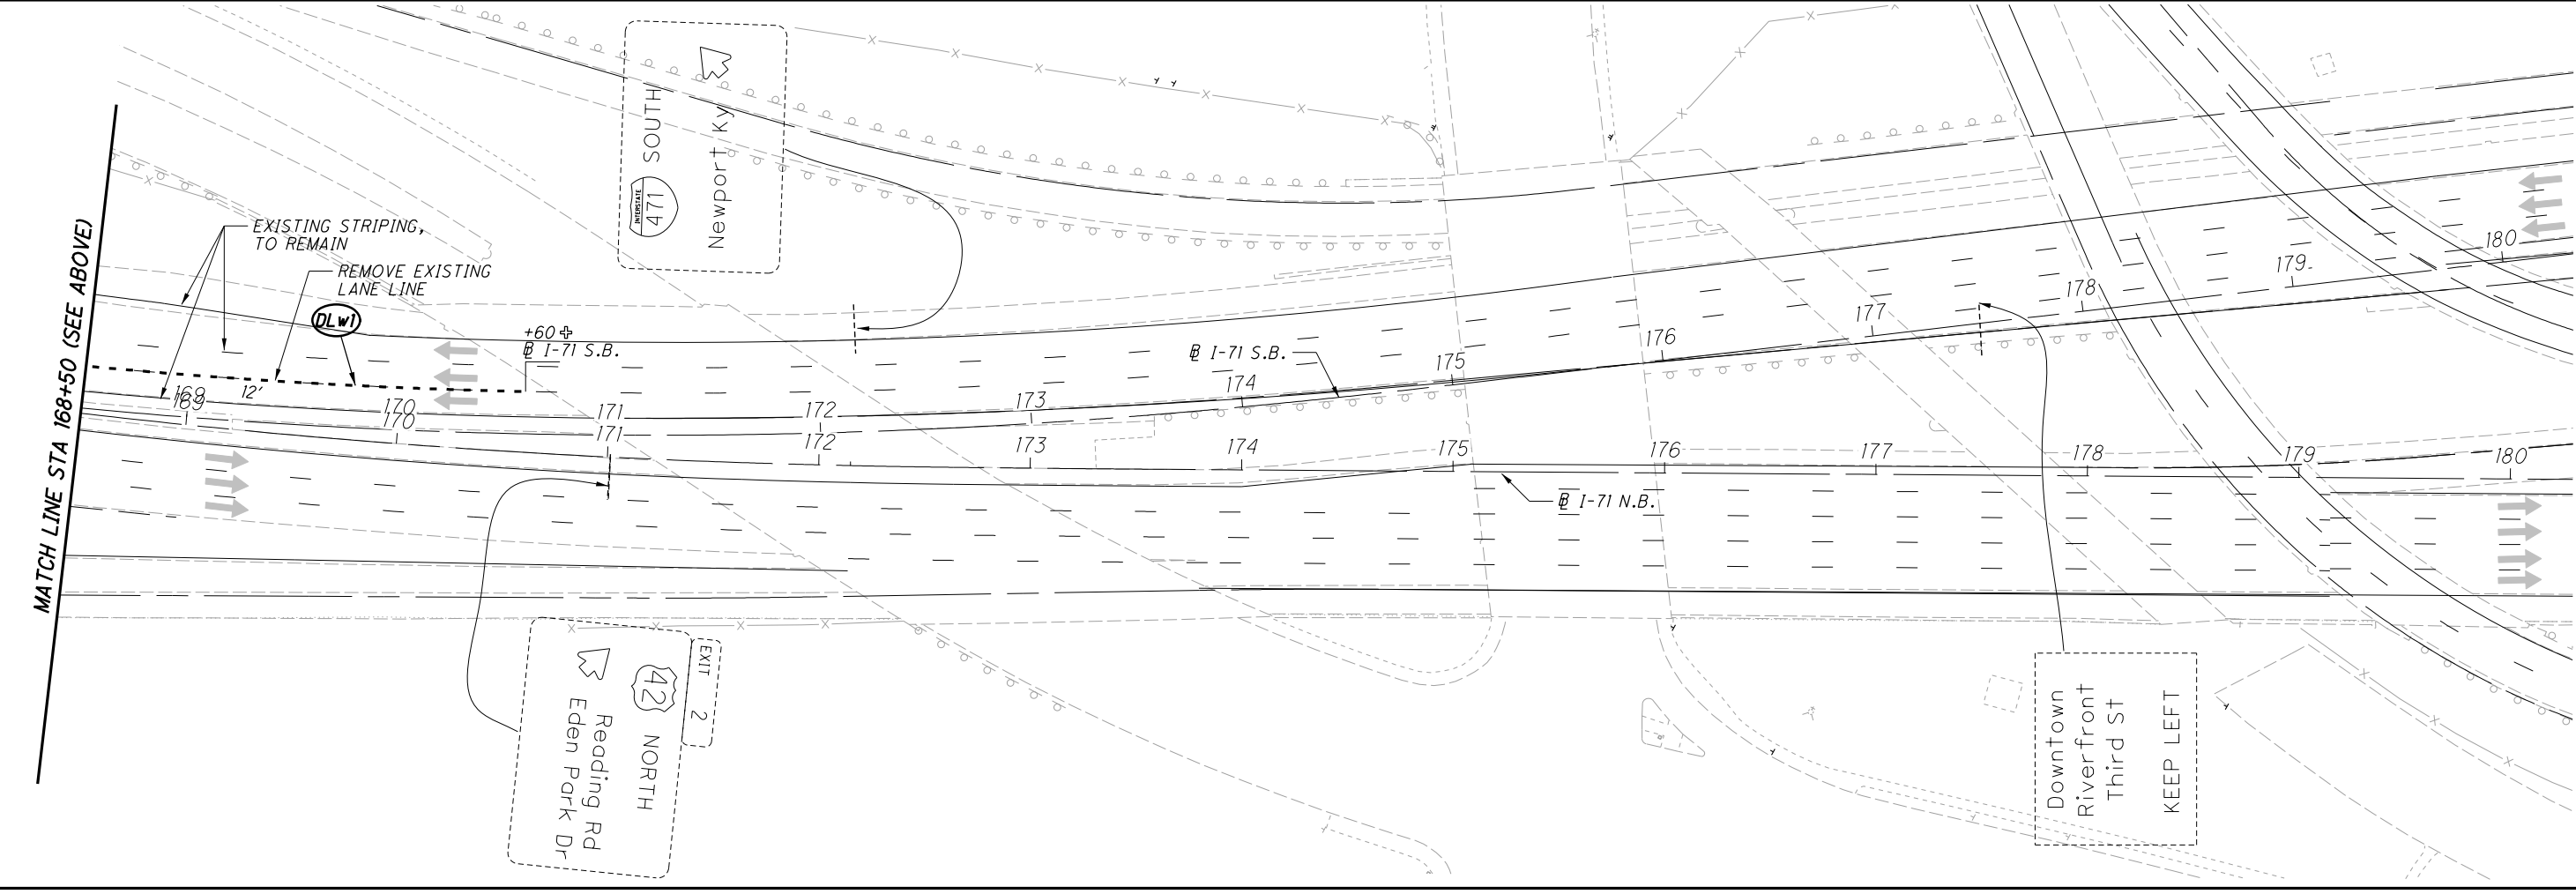 MATCH LINE STA 168+50 (SEE ABOVE)
EXISTING STRIPING,
TO REMAIN
REMOVE EXISTING
LANE LINE
DLw1
12'
+60
I-71 S.B.
INTERSTATE
471
SOUTH
Newport Ky
I-71 S.B.
168
170
171
172
173
174
175
176
177
178
179
180
169
170
171
172
173
174
175
176
177
178
179
180
I-71 N.B.
EXIT 2
42
NORTH
Reading Rd
Eden Park Dr
Downtown
Riverfront
Third St
KEEP LEFT